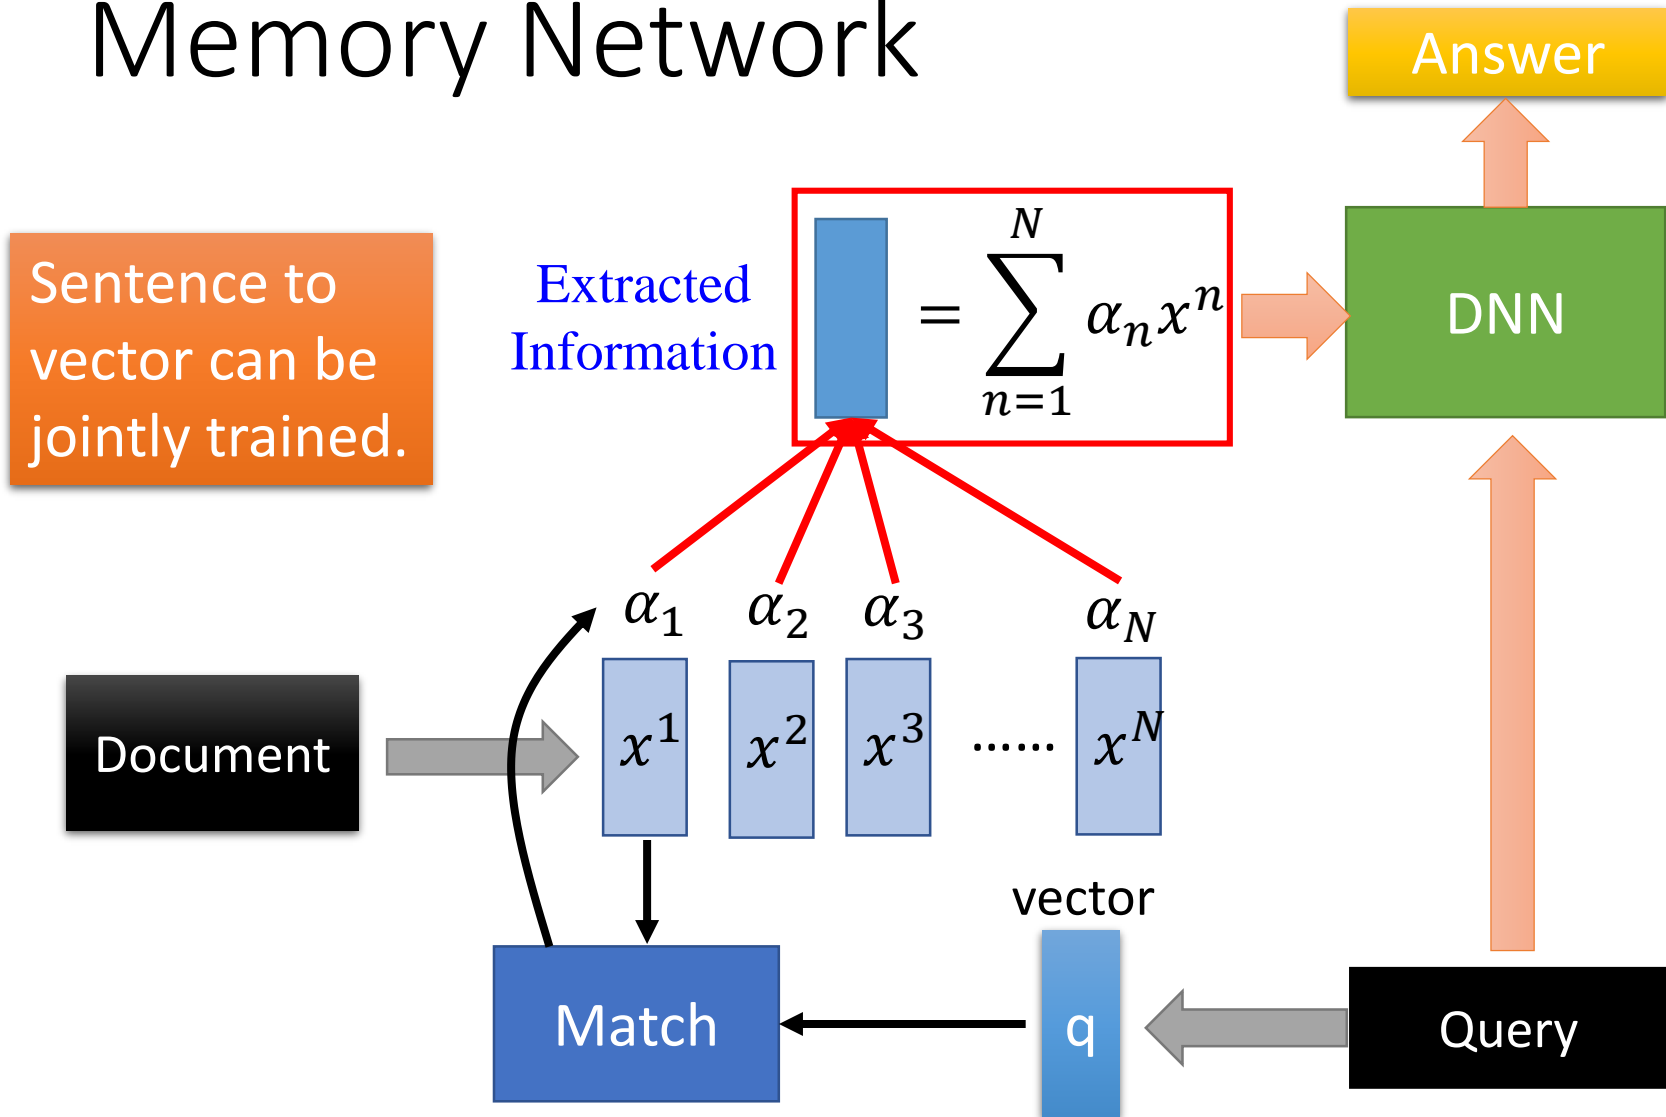 Memory Network
Answer
Sentence to
vector can be
jointly trained.
Extracted
Information
= \sum_{n=1}^{N} α_n x^n
DNN
α_1 α_2 α_3 α_N
Document
x^1 x^2 x^3 …… x^N
vector
Match
q
Query